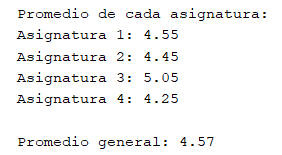 Promedio de cada asignatura:
Asignatura 1: 4.55
Asignatura 2: 4.45
Asignatura 3: 5.05
Asignatura 4: 4.25
Promedio general: 4.57